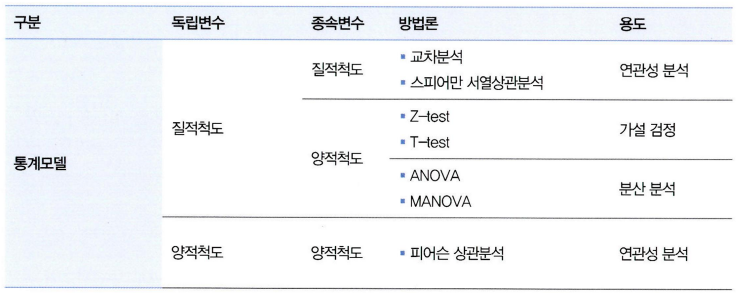 구분 독립변수 종속변수 방법론 용도
통계모델
질적척도
질적척도
▪ 교차분석
▪ 스피어만 서열상관분석
연관성 분석
양적척도
▪ Z-test
▪ T-test
가설 검정
▪ ANOVA
▪ MANOVA
분산 분석
양적척도 양적척도 ▪ 피어슨 상관분석 연관성 분석